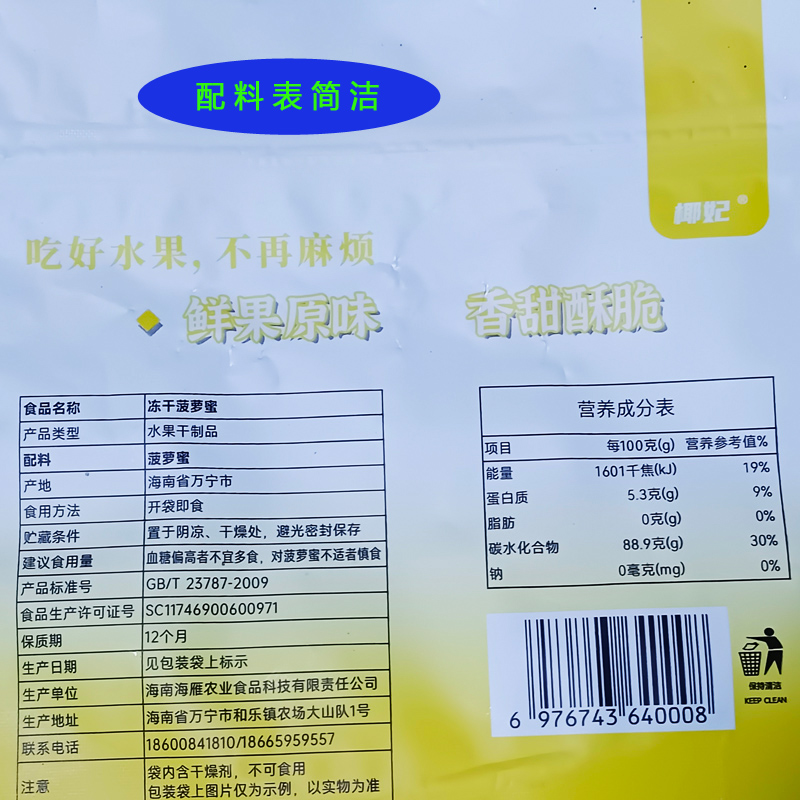 配料表简洁
椰妃®
吃好水果,不再麻烦
鲜果原味 香甜酥脆
食品名称 冻干菠萝蜜
产品类型 水果干制品
配料 菠萝蜜
产地 海南省万宁市
食用方法 开袋即食
贮藏条件 置于阴凉、干燥处，避光密封保存
建议食用量 血糖偏高者不宜多食，对菠萝蜜不适者慎食
产品标准号 GB/T 23787-2009
食品生产许可证号 SC11746900600971
保质期 12个月
生产日期 见包装袋上标示
生产单位 海南海雁农业食品科技有限责任公司
生产地址 海南省万宁市和乐镇农场大山队1号
联系电话 18600841810/18665959557
注意 袋内含干燥剂，不可食用
包装袋上图片仅为示例，以实物为准
营养成分表
项目 每100克(g) 营养参考值%
能量 1601千焦(kJ) 19%
蛋白质 5.3克(g) 9%
脂肪 0克(g) 0%
碳水化合物 88.9克(g) 30%
钠 0毫克(mg) 0%
6 976743 640008
保持清洁
KEEP CLEAN